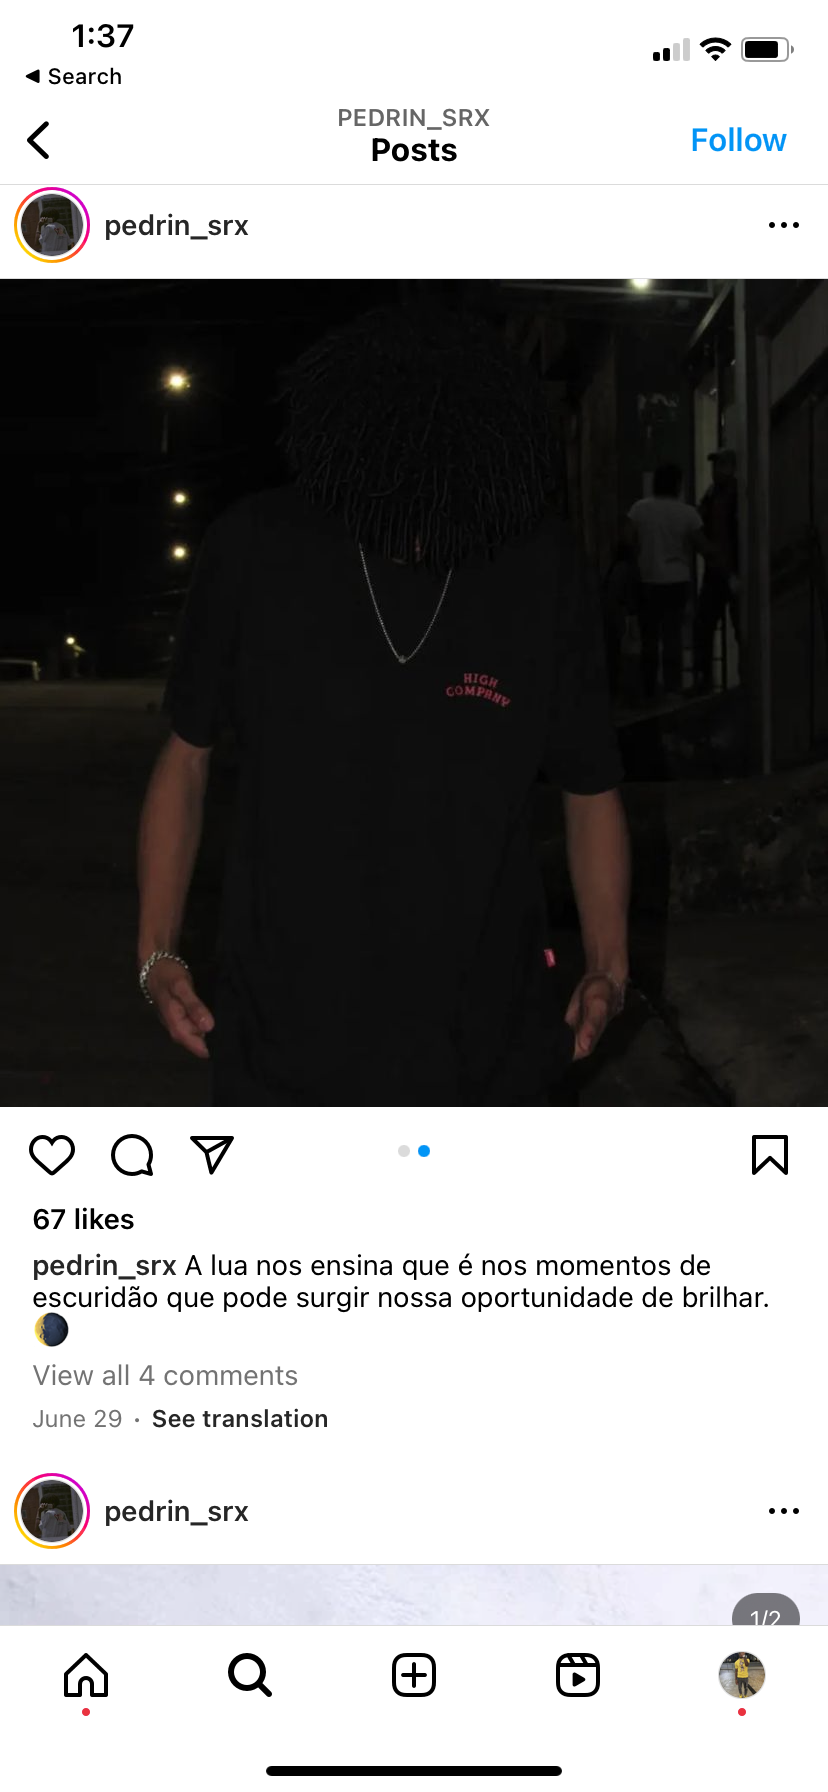 1:37
Search
PEDRIN_SRX
Posts
Follow
pedrin_srx
HIGH
COMPANY
67 likes
pedrin_srx A lua nos ensina que é nos momentos de
escuridão que pode surgir nossa oportunidade de brilhar.
View all 4 comments
June 29 · See translation
pedrin_srx
1/2